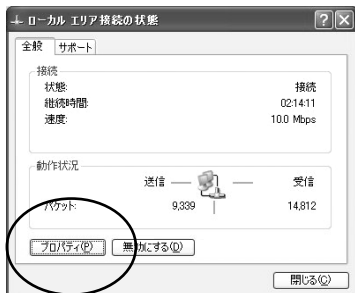 ローカル エリア接続の状態
全般 サポート
接続
状態: 接続
継続時間: 02:14:11
速度: 10.0 Mbps
動作状況
送信 受信
パケット: 9,339 14,812
プロパティ(P) 無効にする(D)
閉じる(C)